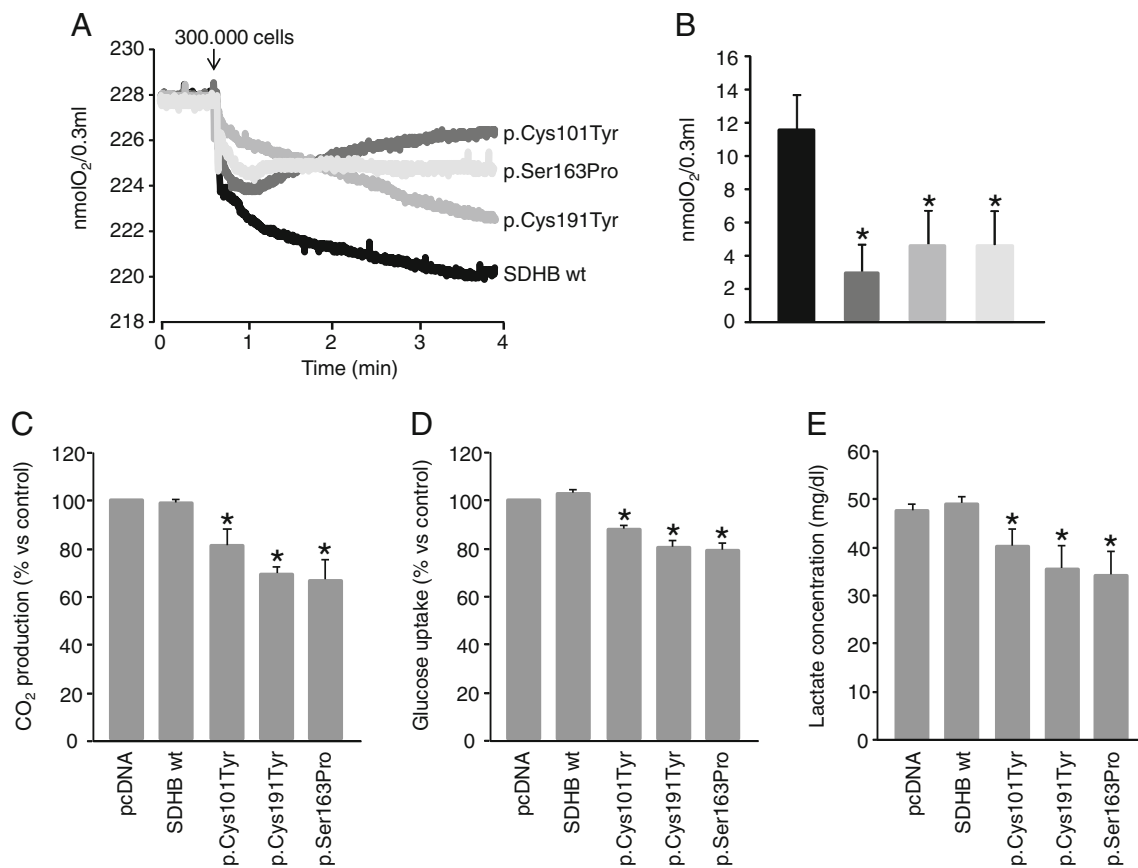 A
300.000 cells
nmolO₂/0.3ml
230
228
226
224
222
220
218
0
1
2
3
4
Time (min)
p.Cys101Tyr
p.Ser163Pro
p.Cys191Tyr
SDHB wt
B
nmolO₂/0.3ml
16
14
12
10
8
6
4
2
0
*
*
*
C
CO₂ production (% vs control)
120
100
80
60
40
20
0
*
*
*
pcDNA
SDHB wt
p.Cys101Tyr
p.Cys191Tyr
p.Ser163Pro
D
Glucose uptake (% vs control)
120
100
80
60
40
20
0
*
*
*
pcDNA
SDHB wt
p.Cys101Tyr
p.Cys191Tyr
p.Ser163Pro
E
Lactate concentration (mg/dl)
60
50
40
30
20
10
0
*
*
*
pcDNA
SDHB wt
p.Cys101Tyr
p.Cys191Tyr
p.Ser163Pro